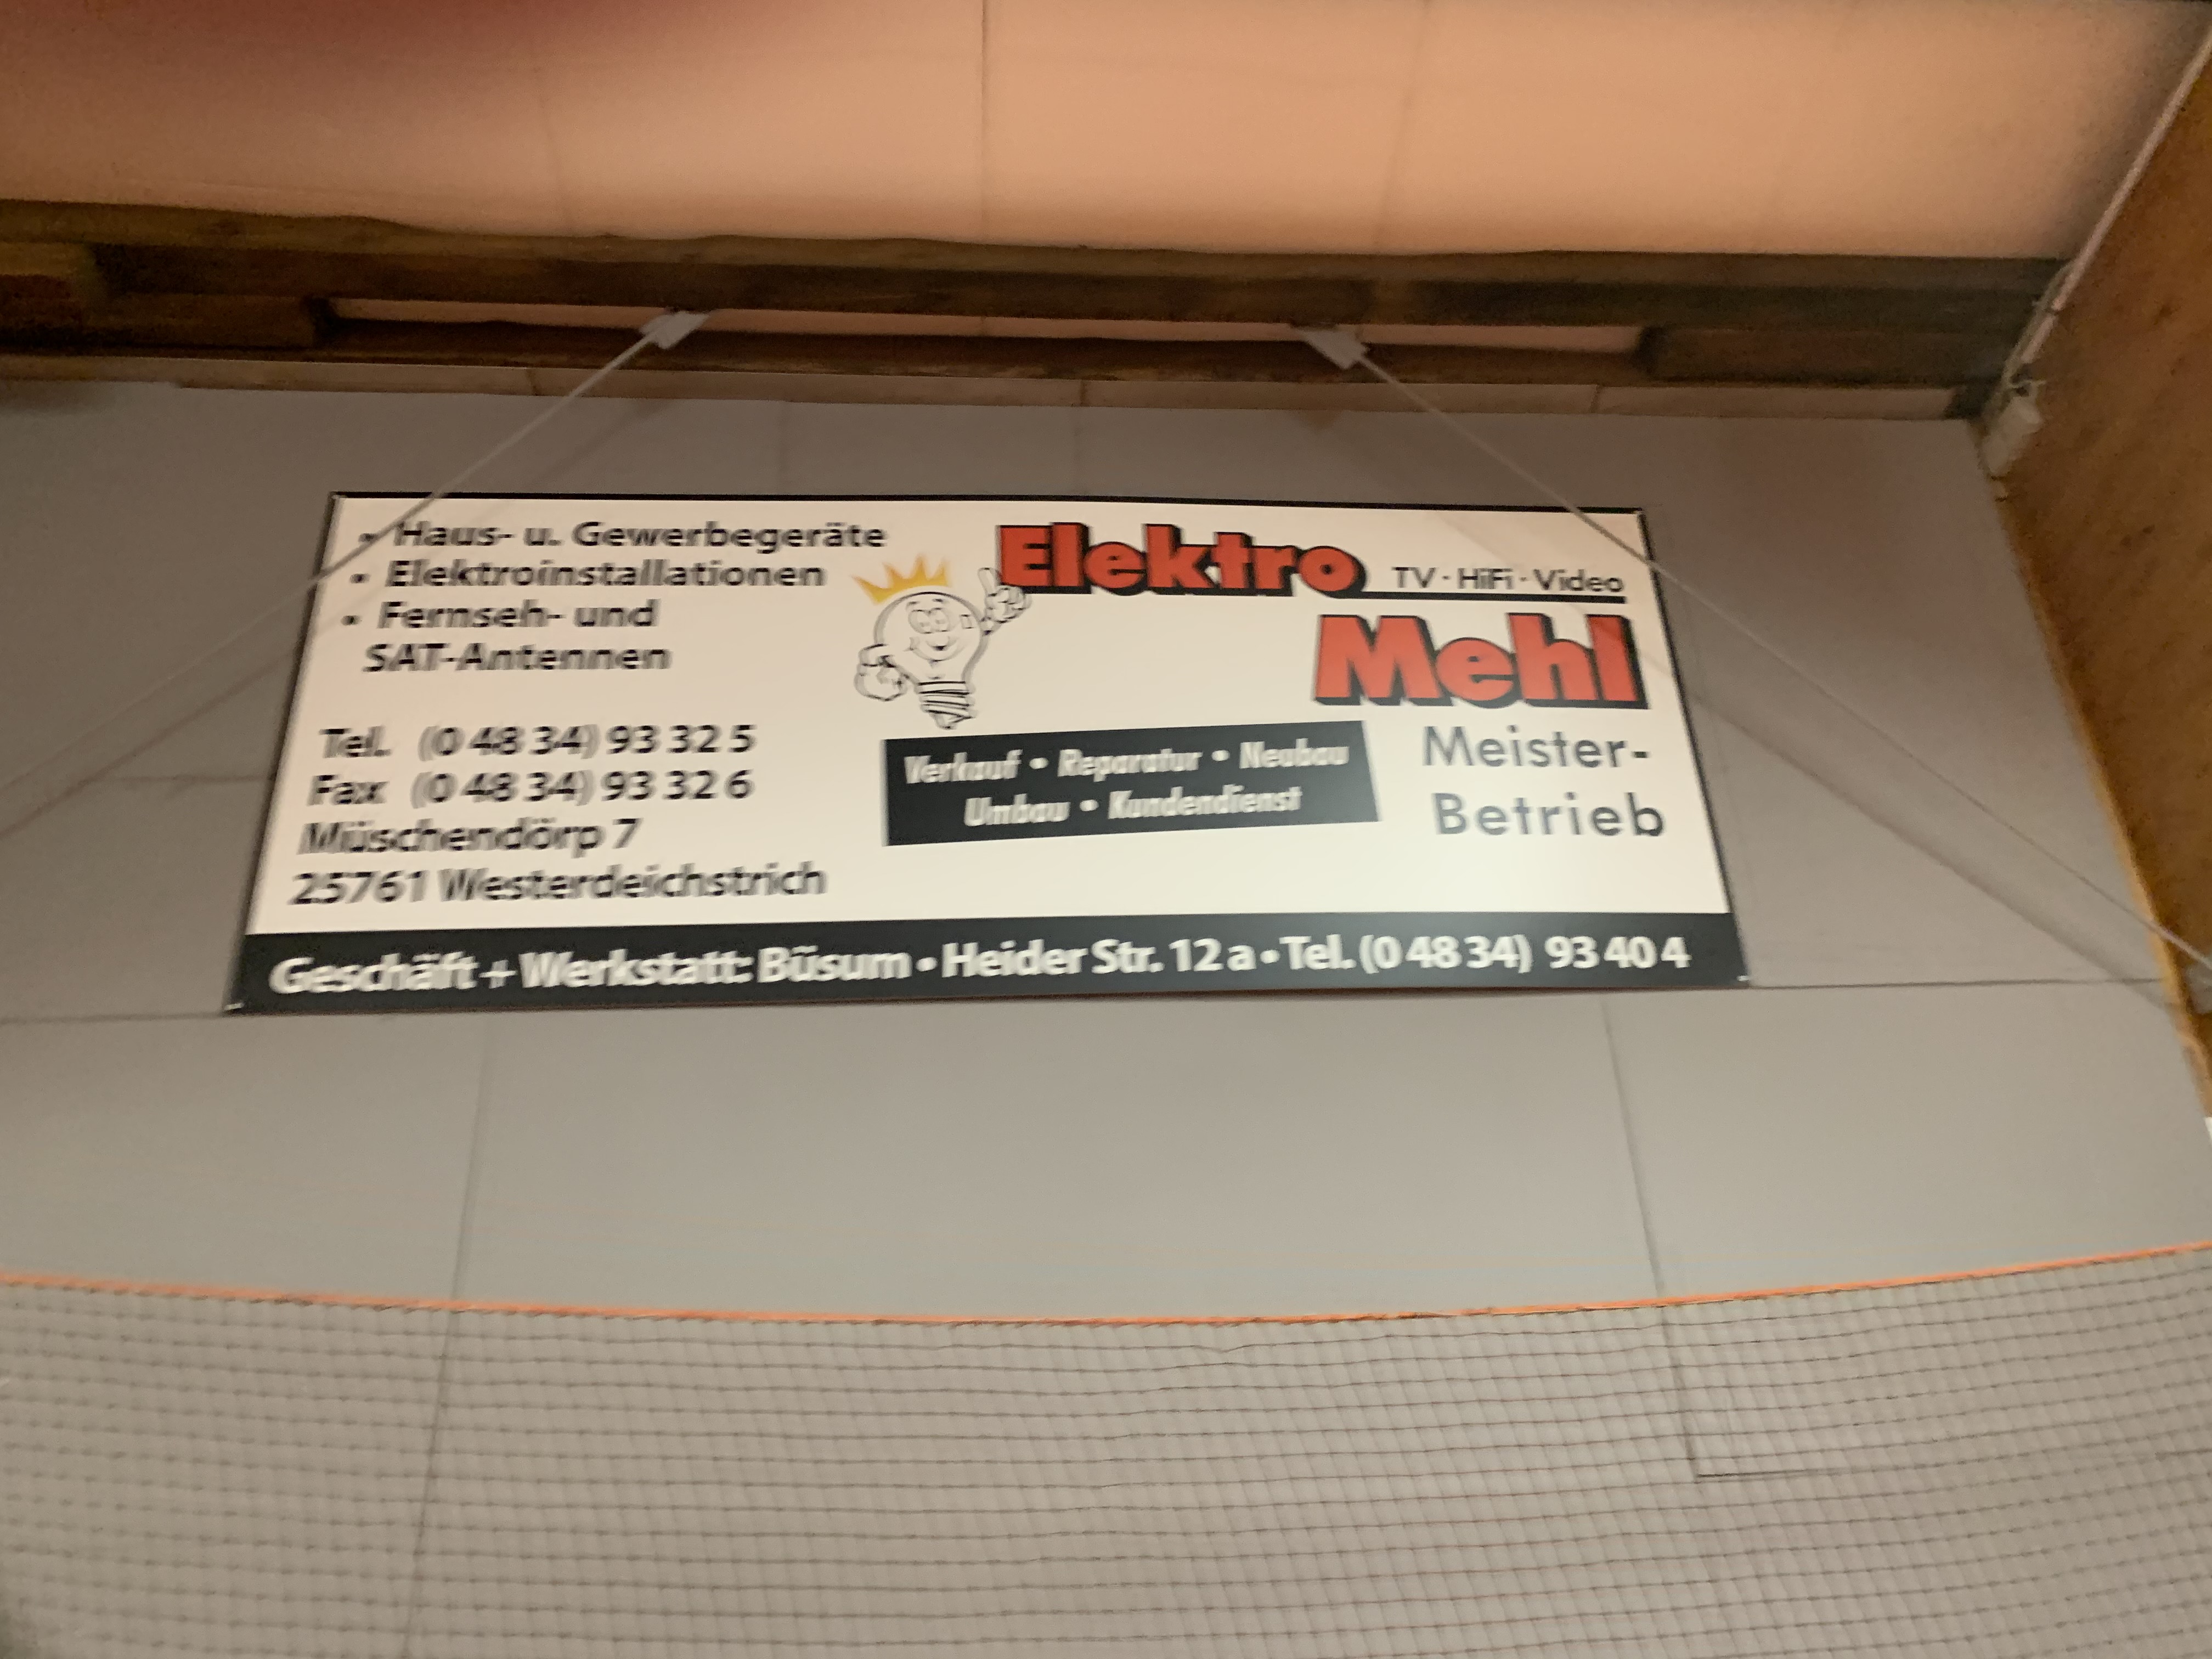 • Haus- u. Gewerbegeräte
• Elektroinstallationen
• Fernseh- und
SAT-Antennen
Tel. (0 48 34) 93 32 5
Fax (0 48 34) 93 32 6
Müschendörp 7
25761 Westerdeichstrich
Elektro TV · HiFi · Video
Mehl
Meister-
Betrieb
Verkauf • Reparatur • Neubau
Umbau • Kundendienst
Geschäft + Werkstatt: Büsum • Heider Str. 12 a • Tel. (0 48 34) 93 40 4